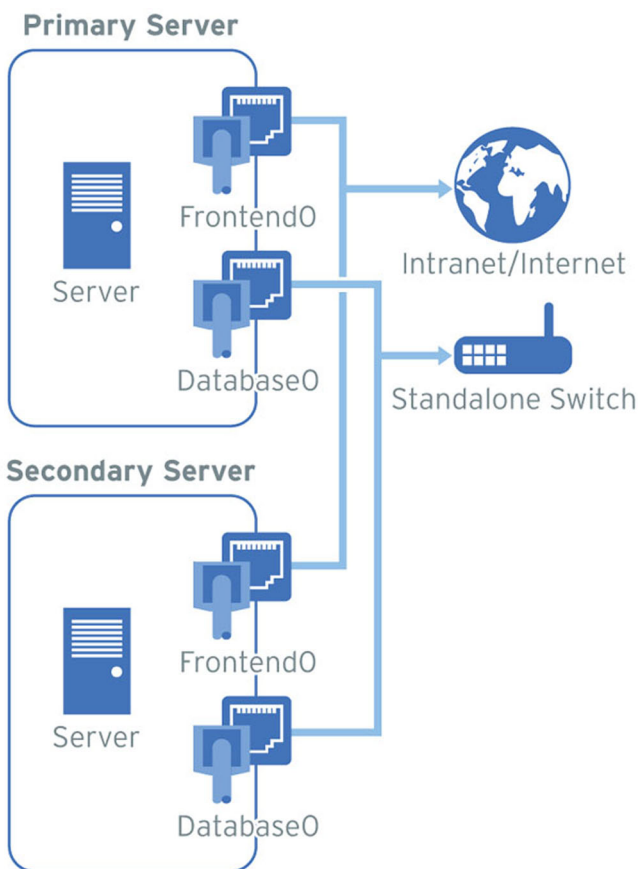 Primary Server
Frontend0
Intranet/Internet
Server
Database0
Standalone Switch
Secondary Server
Frontend0
Server
Database0